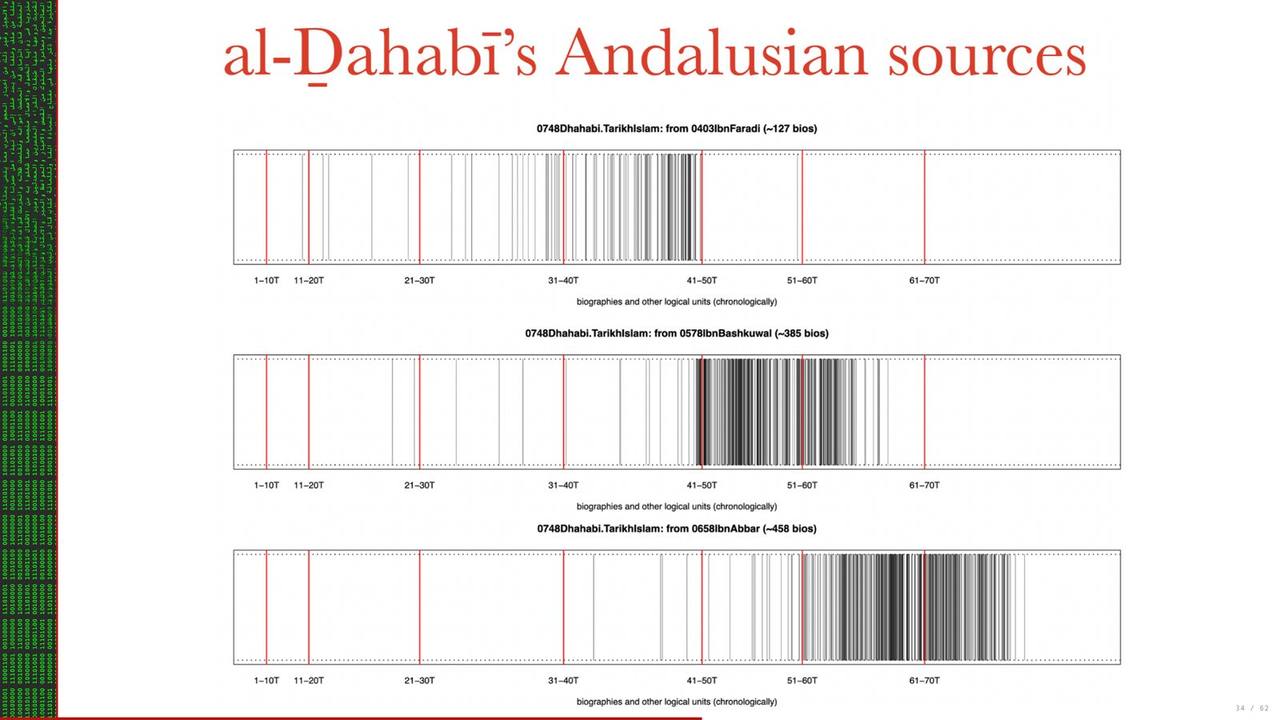 al-Ḏahabī’s Andalusian sources
0748Dhahabi.TarikhIslam: from 0403IbnFaradi (~127 bios)
1−10T 11−20T 21−30T 31−40T 41−50T 51−60T 61−70T
biographies and other logical units (chronologically)
0748Dhahabi.TarikhIslam: from 0578IbnBashkuwal (~385 bios)
1−10T 11−20T 21−30T 31−40T 41−50T 51−60T 61−70T
biographies and other logical units (chronologically)
0748Dhahabi.TarikhIslam: from 0658IbnAbbar (~458 bios)
1−10T 11−20T 21−30T 31−40T 41−50T 51−60T 61−70T
biographies and other logical units (chronologically)
34 / 62